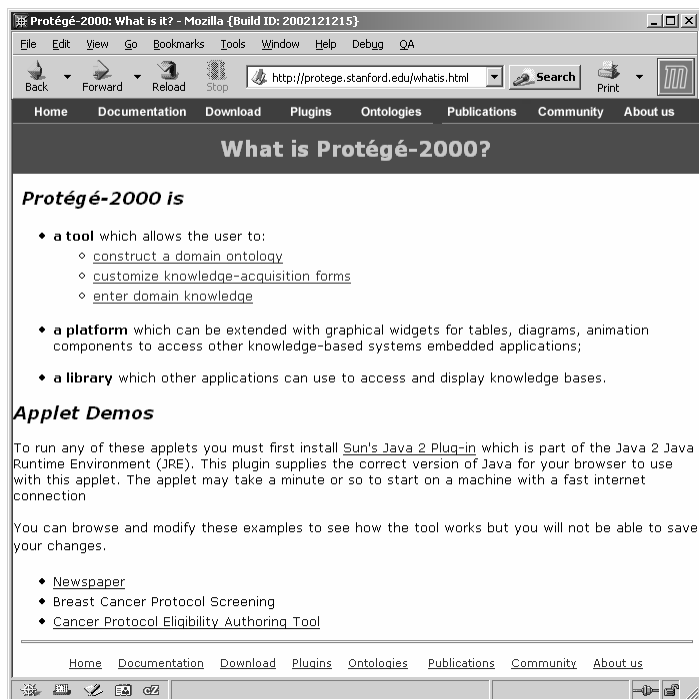 Protégé-2000: What is it? - Mozilla {Build ID: 2002121215}
File Edit View Go Bookmarks Tools Window Help Debug QA
http://protege.stanford.edu/whatis.html Search
Back Forward Reload Stop Print
Home Documentation Download Plugins Ontologies Publications Community About us
What is Protégé-2000?
Protégé-2000 is
a tool which allows the user to:
construct a domain ontology
customize knowledge-acquisition forms
enter domain knowledge
a platform which can be extended with graphical widgets for tables, diagrams, animation
components to access other knowledge-based systems embedded applications;
a library which other applications can use to access and display knowledge bases.
Applet Demos
To run any of these applets you must first install Sun's Java 2 Plug-in which is part of the Java 2 Java
Runtime Environment (JRE). This plugin supplies the correct version of Java for your browser to use
with this applet. The applet may take a minute or so to start on a machine with a fast internet
connection
You can browse and modify these examples to see how the tool works but you will not be able to save
your changes.
Newspaper
Breast Cancer Protocol Screening
Cancer Protocol Eligibility Authoring Tool
Home Documentation Download Plugins Ontologies Publications Community About us